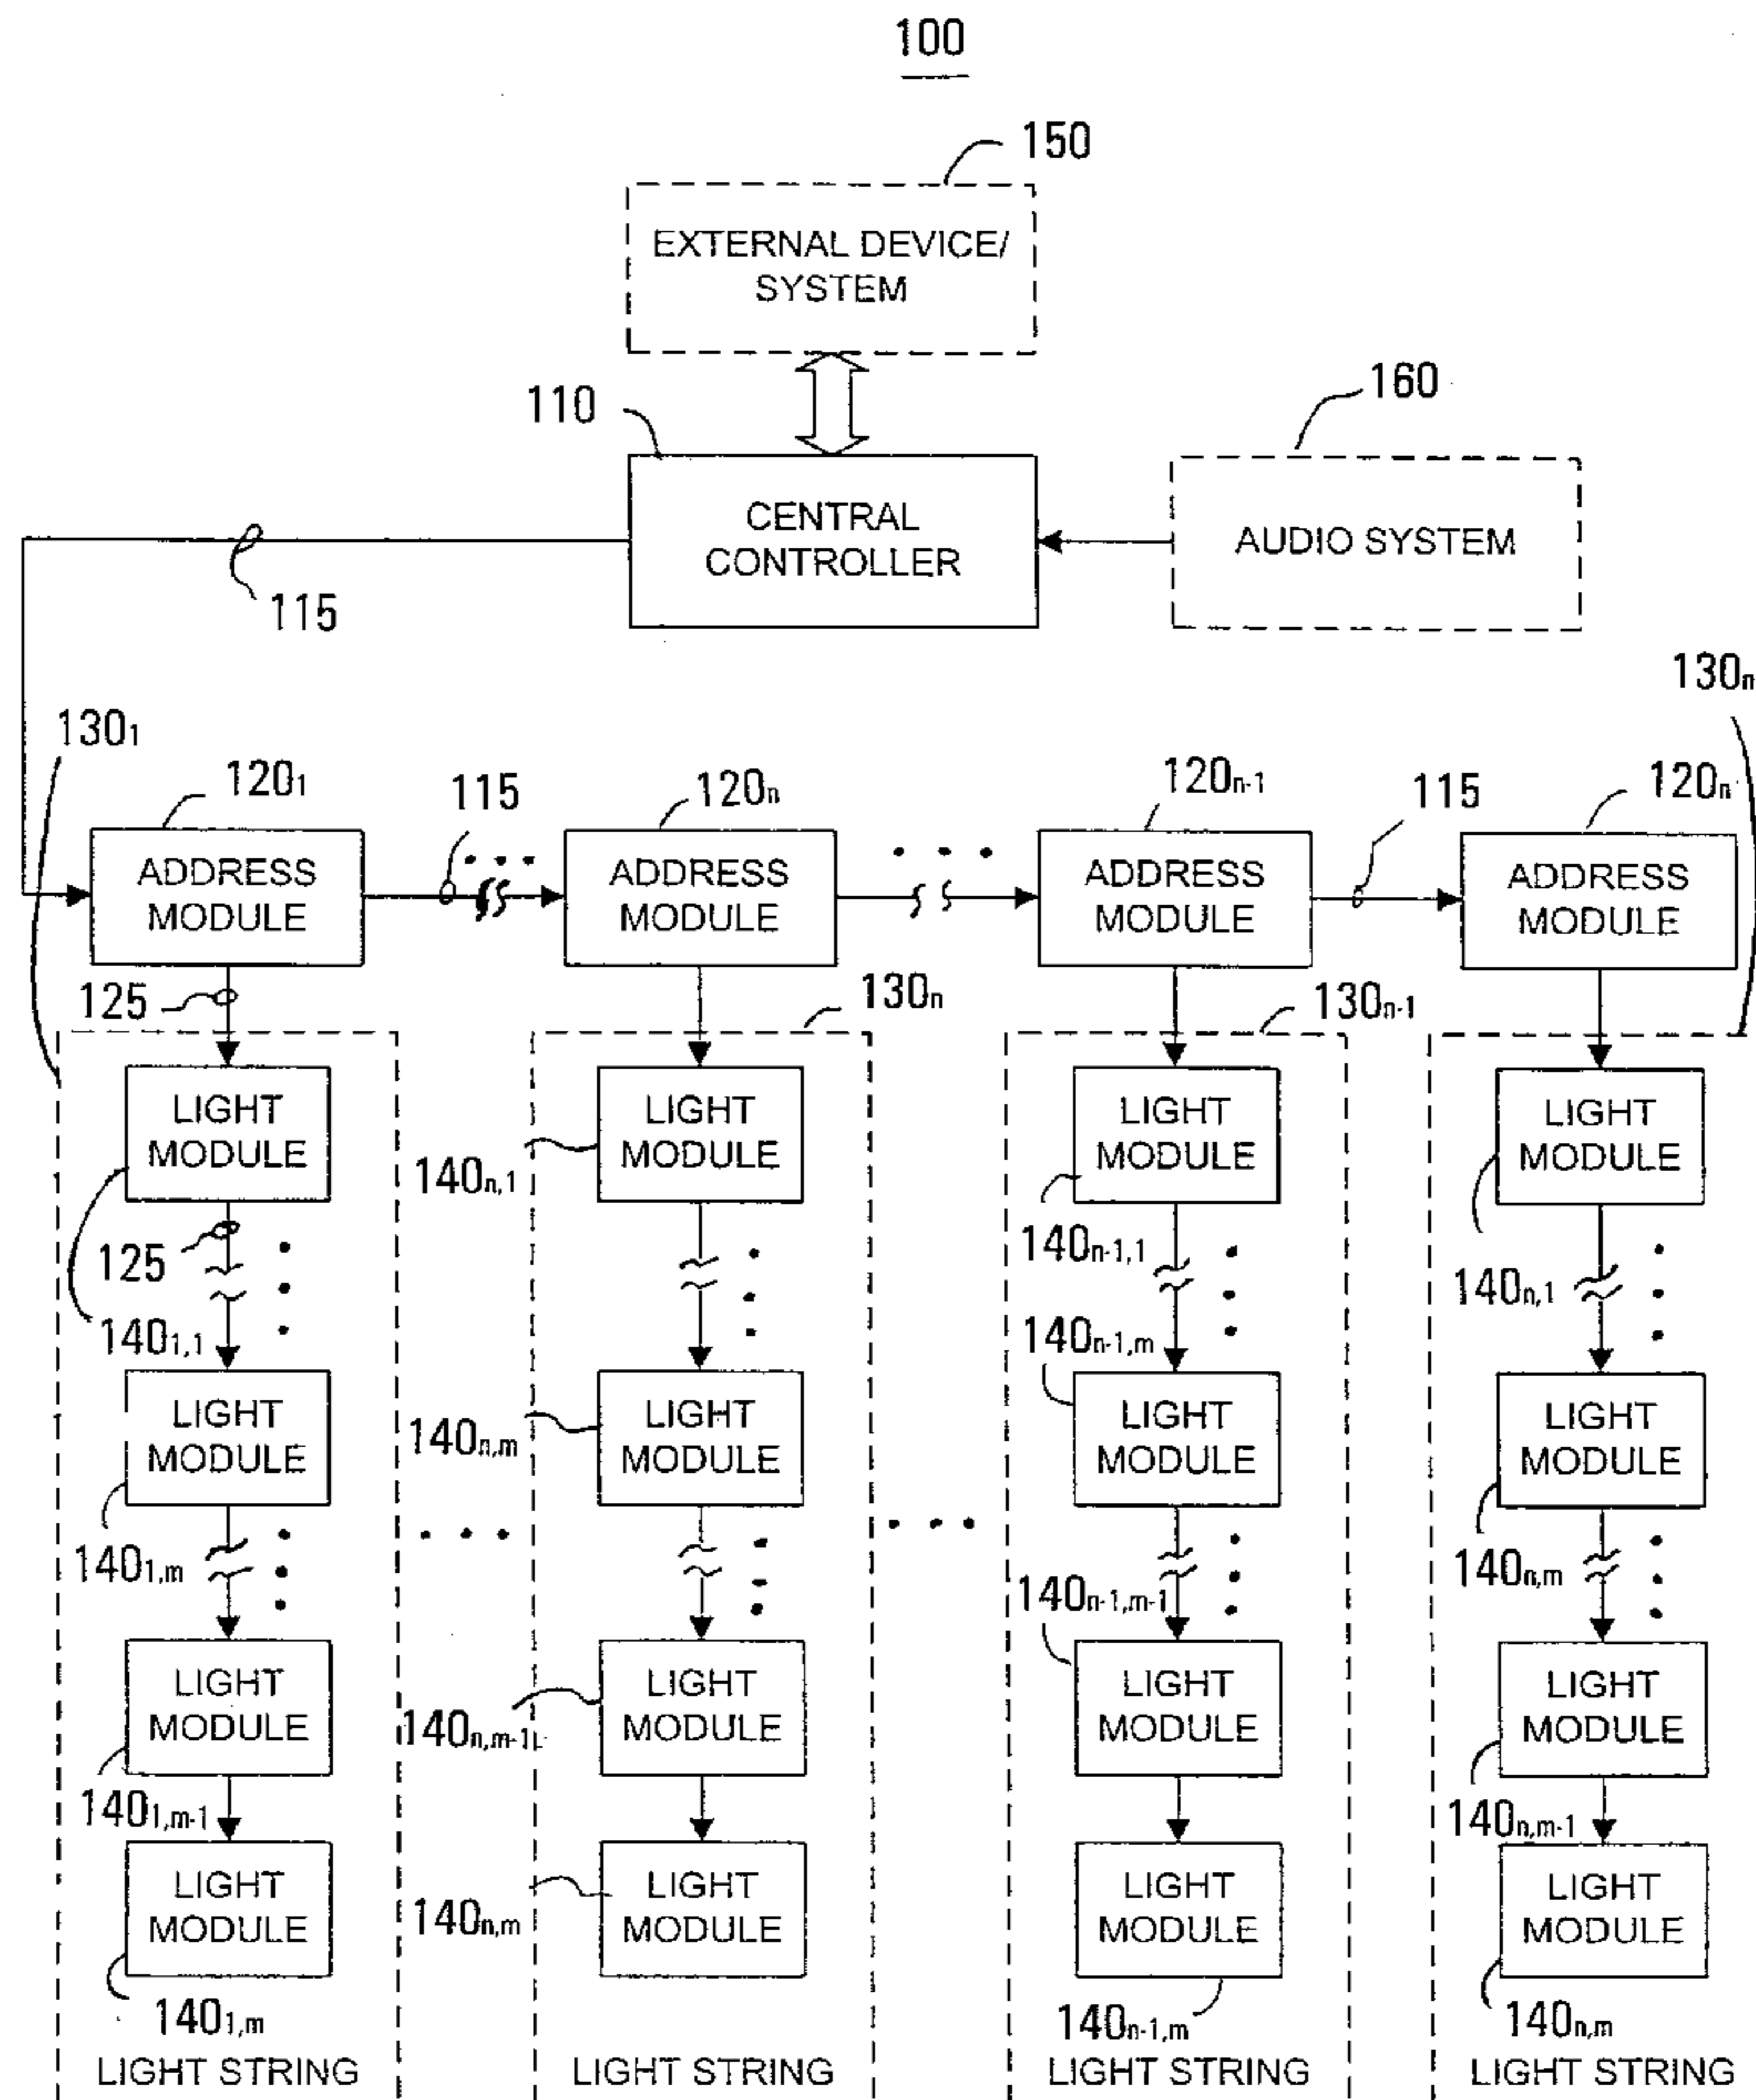 100
150
EXTERNAL DEVICE/
SYSTEM
110
160
CENTRAL
CONTROLLER
AUDIO SYSTEM
115
130n
1301
1201
115
120n
120n-1
115
120n
ADDRESS
MODULE
ADDRESS
MODULE
ADDRESS
MODULE
ADDRESS
MODULE
125
130n
130n-1
LIGHT
MODULE
LIGHT
MODULE
LIGHT
MODULE
LIGHT
MODULE
140n,1
125
140n-1,1
140n,1
1401,1
140n-1,m
LIGHT
MODULE
LIGHT
MODULE
LIGHT
MODULE
LIGHT
MODULE
140n,m
1401,m
140n-1,m-1
140n,m
LIGHT
MODULE
LIGHT
MODULE
LIGHT
MODULE
LIGHT
MODULE
140n,m-1
1401,m-1
140n,m-1
LIGHT
MODULE
LIGHT
MODULE
LIGHT
MODULE
LIGHT
MODULE
140n,m
1401,m
140n-1,m
140n,m
LIGHT STRING
LIGHT STRING
LIGHT STRING
LIGHT STRING